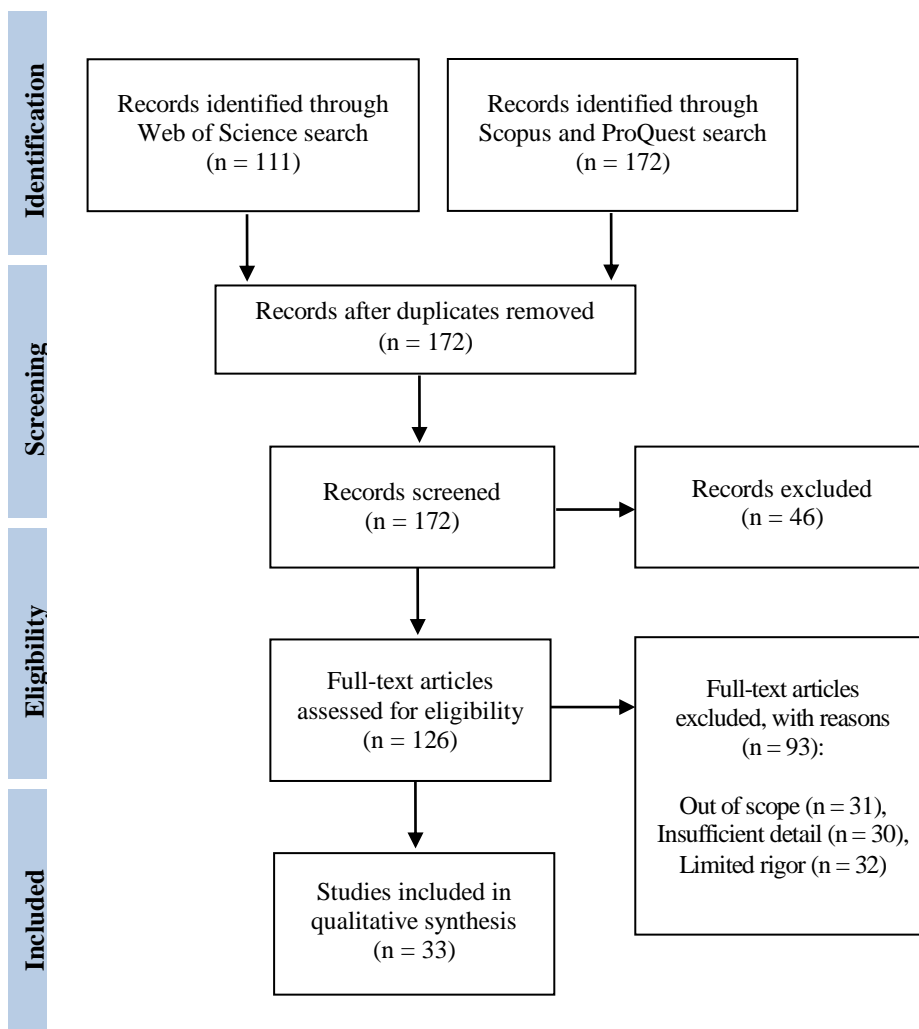 Identification
Records identified through
Web of Science search
(n = 111)
Records identified through
Scopus and ProQuest search
(n = 172)
Screening
Records after duplicates removed
(n = 172)
Records screened
(n = 172)
Records excluded
(n = 46)
Eligibility
Full-text articles
assessed for eligibility
(n = 126)
Full-text articles
excluded, with reasons
(n = 93):
Out of scope (n = 31),
Insufficient detail (n = 30),
Limited rigor (n = 32)
Included
Studies included in
qualitative synthesis
(n = 33)